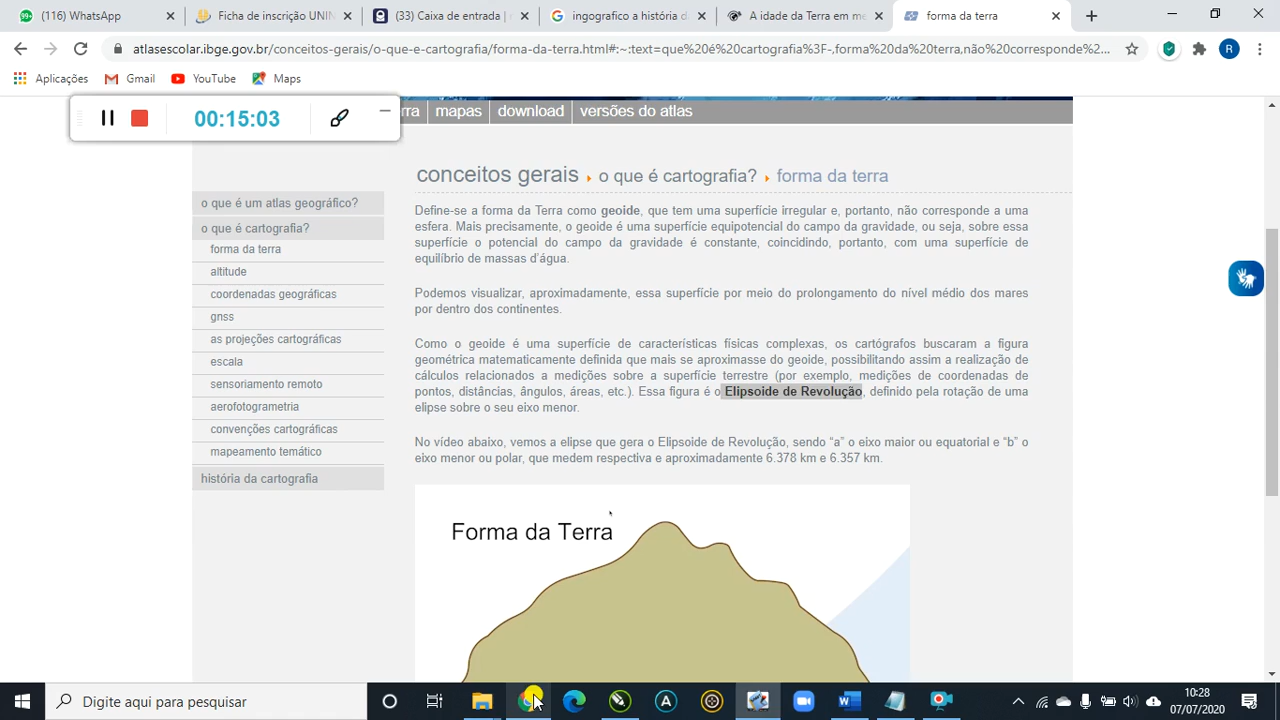 (116) WhatsApp
Ficha de inscrição UNIN
(33) Caixa de entrada |
ingografico a história d
A idade da Terra em me
forma da terra
atlasescolar.ibge.gov.br/conceitos-gerais/o-que-e-cartografia/forma-da-terra.html#:~:text=que%20é%20cartografia%3F-,forma%20da%20terra,não%20corresponde%20...
R
Aplicações
Gmail
YouTube
Maps
00:15:03
rra
mapas
download
versões do atlas
conceitos gerais
o que é cartografia?
forma da terra
o que é um atlas geográfico?
o que é cartografia?
forma da terra
altitude
coordenadas geográficas
gnss
as projeções cartográficas
escala
sensoriamento remoto
aerofotogrametria
convenções cartográficas
mapeamento temático
história da cartografia
Define-se a forma da Terra como geoide, que tem uma superfície irregular e, portanto, não corresponde a uma
esfera. Mais precisamente, o geoide é uma superfície equipotencial do campo da gravidade, ou seja, sobre essa
superfície o potencial do campo da gravidade é constante, coincidindo, portanto, com uma superfície de
equilíbrio de massas d'água.
Podemos visualizar, aproximadamente, essa superfície por meio do prolongamento do nível médio dos mares
por dentro dos continentes.
Como o geoide é uma superfície de características físicas complexas, os cartógrafos buscaram a figura
geométrica matematicamente definida que mais se aproximasse do geoide, possibilitando assim a realização de
cálculos relacionados a medições sobre a superfície terrestre (por exemplo, medições de coordenadas de
pontos, distâncias, ângulos, áreas, etc.). Essa figura é o Elipsoide de Revolução, definido pela rotação de uma
elipse sobre o seu eixo menor.
No vídeo abaixo, vemos a elipse que gera o Elipsoide de Revolução, sendo “a” o eixo maior ou equatorial e “b” o
eixo menor ou polar, que medem respectiva e aproximadamente 6.378 km e 6.357 km.
Forma da Terra
Digite aqui para pesquisar
10:28
07/07/2020